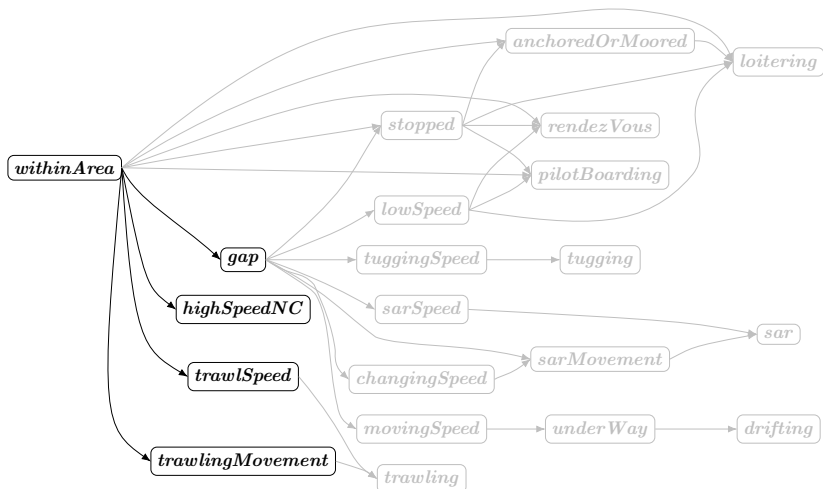 anchoredOrMoored
loitering
stopped
rendezVous
withinArea
pilotBoarding
lowSpeed
gap
tuggingSpeed
tugging
highSpeedNC
sarSpeed
sar
sarMovement
trawlSpeed
changingSpeed
movingSpeed
underWay
drifting
trawlingMovement
trawling